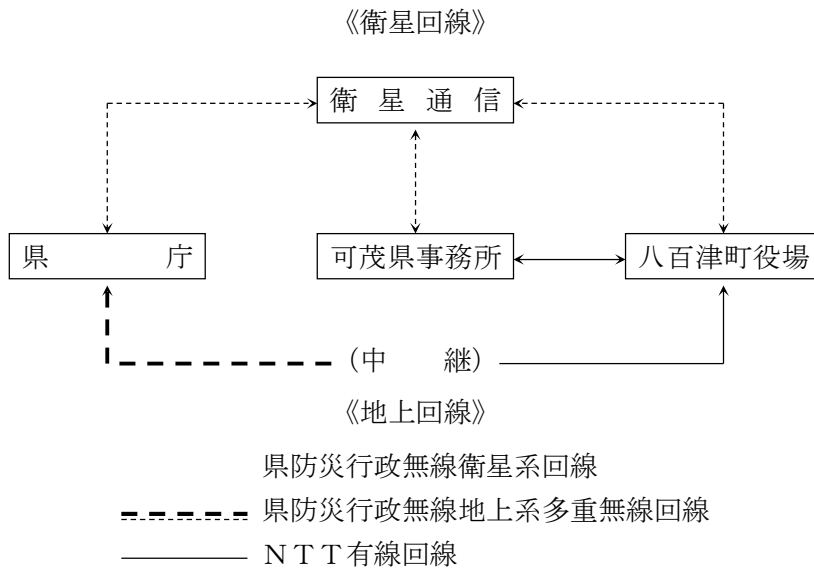 《衛星回線》
衛星通信
県庁 可茂県事務所 八百津町役場
(中継)
《地上回線》
県防災行政無線衛星系回線
県防災行政無線地上系多重無線回線
ＮＴＴ有線回線